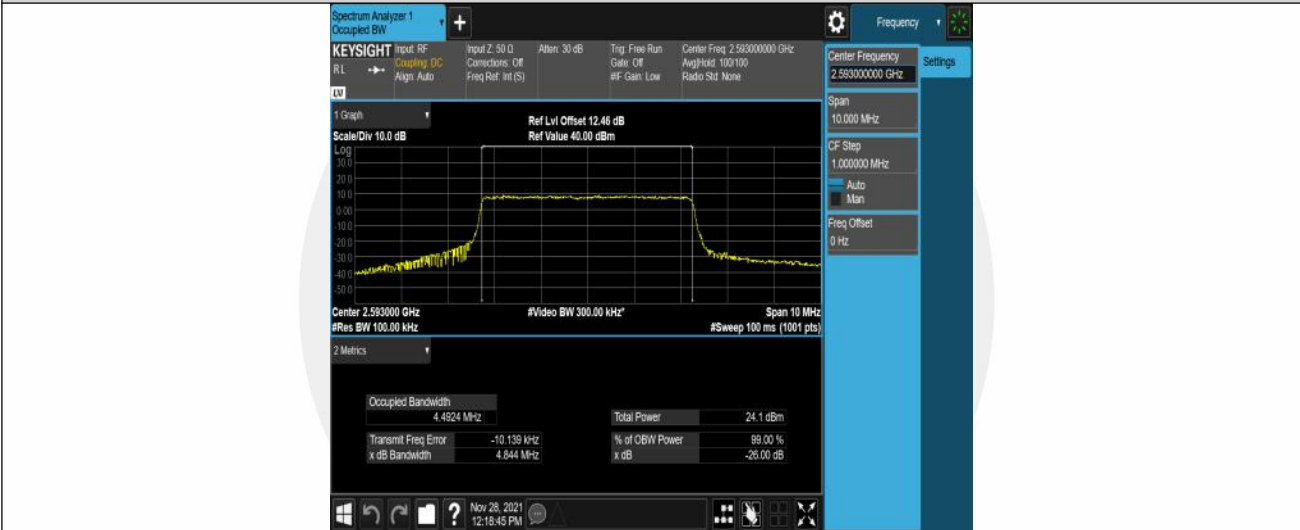 Spectrum Analyzer 1
Occupied BW
+
Frequency
KEYSIGHT
RL
Input: RF
Coupling: DC
Align: Auto
Input Z: 50 Ω
Corrections: Off
Freq Ref: Int (S)
Atten: 30 dB
Trig: Free Run
Gate: Off
#IF Gain: Low
Center Freq: 2.593000000 GHz
Avg|Hold: 100/100
Radio Std: None
Center Frequency
2.593000000 GHz
Settings
Span
10.000 MHz
CF Step
1.000000 MHz
Auto
Man
Freq Offset
0 Hz
1 Graph
Scale/Div 10.0 dB
Ref Lvl Offset 12.46 dB
Ref Value 40.00 dBm
Log
30.0
20.0
10.0
0.00
-10.0
-20.0
-30.0
-40.0
-50.0
Center 2.593000 GHz
#Video BW 300.00 kHz*
Span 10 MHz
#Res BW 100.00 kHz
#Sweep 100 ms (1001 pts)
2 Metrics
Occupied Bandwidth
4.4924 MHz
Total Power 24.1 dBm
Transmit Freq Error -10.139 kHz
% of OBW Power 99.00 %
x dB Bandwidth 4.844 MHz
x dB -26.00 dB
?
Nov 28, 2021
12:18:45 PM